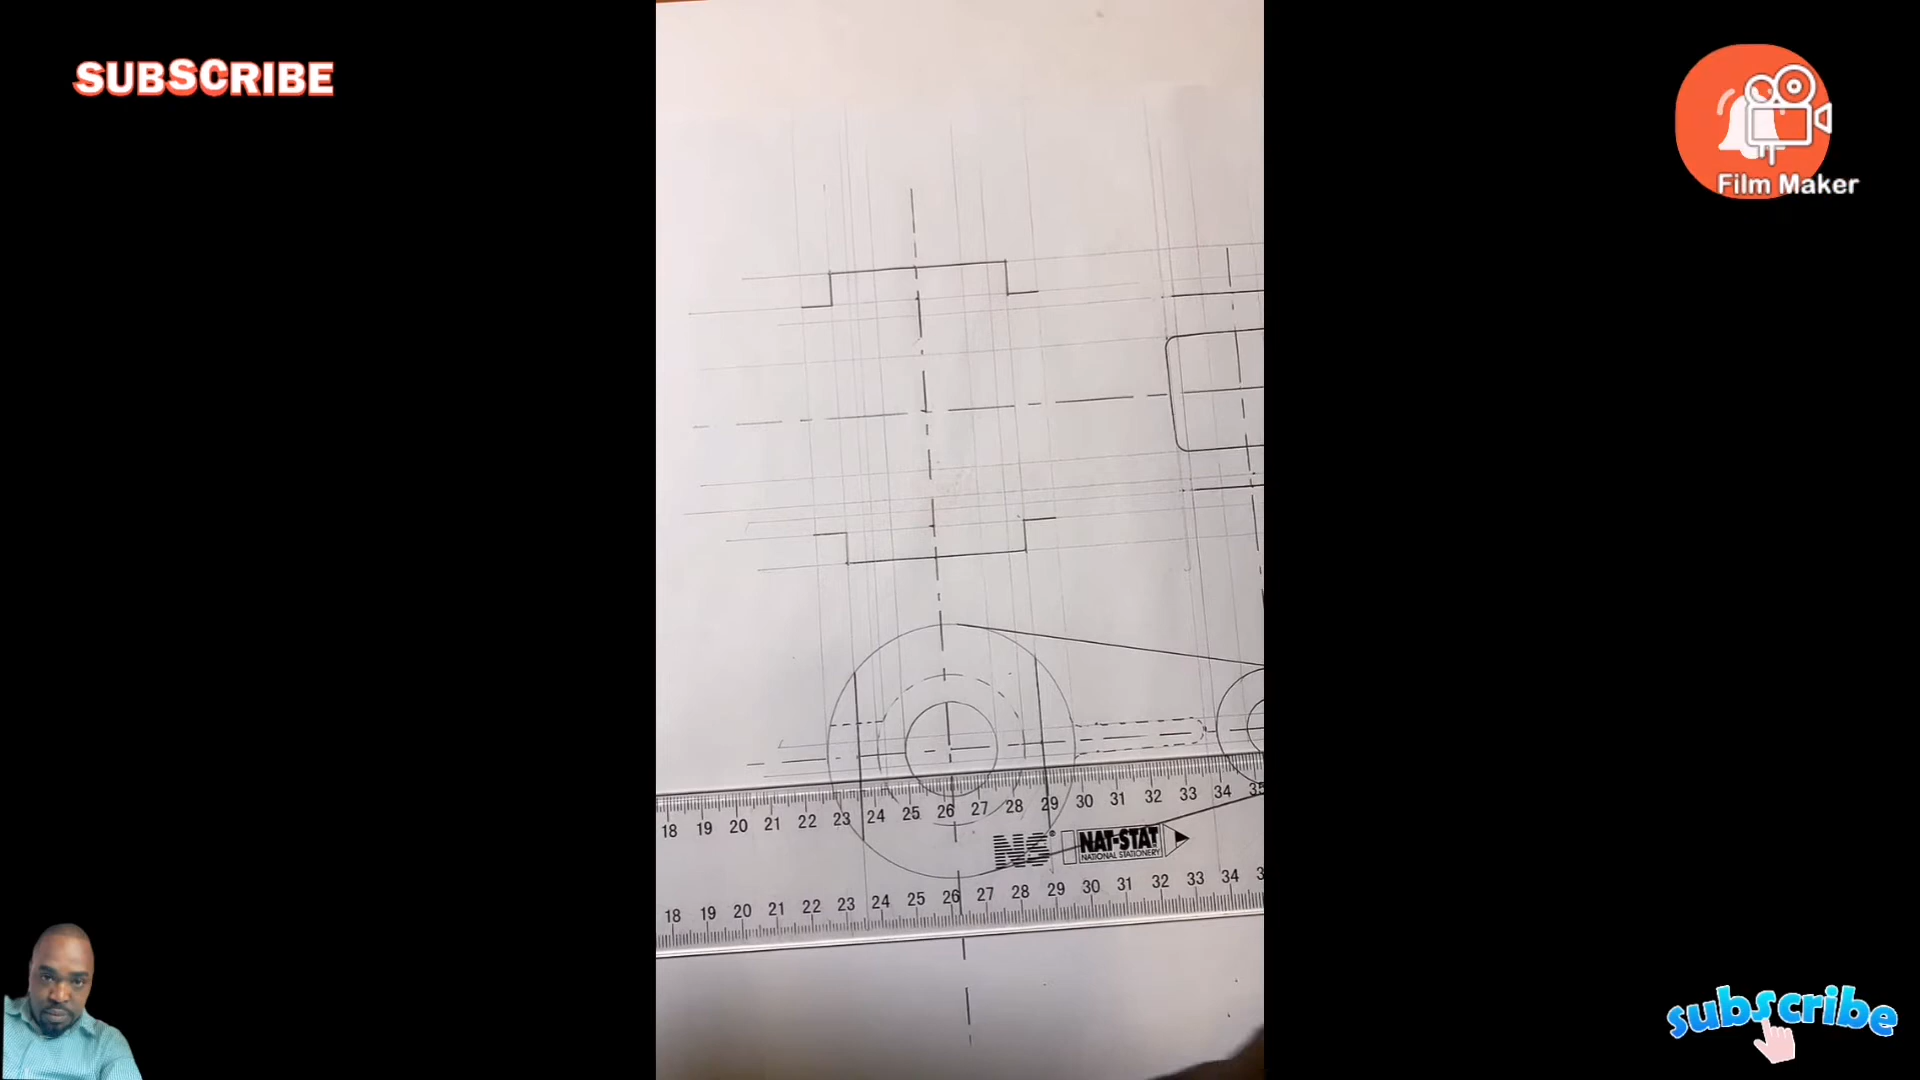 SUBSCRIBE
Film Maker
18 19 20 21 22 23 24 25 26 27 28 29 30 31 32 33 34 35
NS® NAT-STAT
NATIONAL STATIONERY
18 19 20 21 22 23 24 25 26 27 28 29 30 31 32 33 34
subscribe